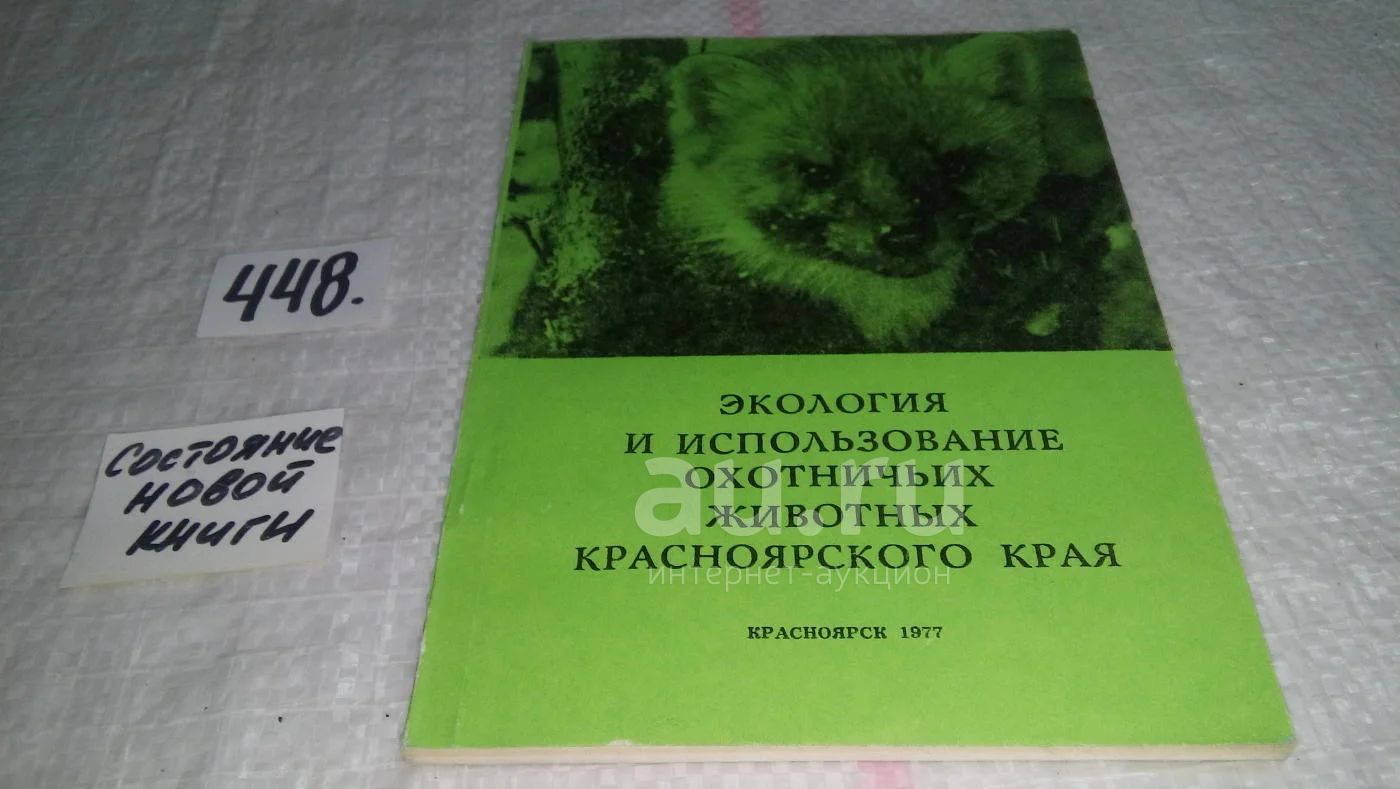 448.
Состояние
новой
книги
ЭКОЛОГИЯ
И ИСПОЛЬЗОВАНИЕ
ОХОТНИЧЬИХ
ЖИВОТНЫХ
КРАСНОЯРСКОГО КРАЯ
КРАСНОЯРСК 1977
au.ru
интернет-аукцион